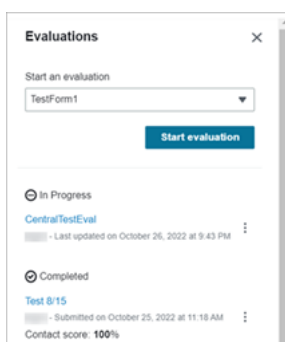 Evaluations
Start an evaluation
TestForm1
Start evaluation
In Progress
CentralTestEval
- Last updated on October 26, 2022 at 9:43 PM
Completed
Test 8/15
- Submitted on October 25, 2022 at 11:18 AM
Contact score: 100%